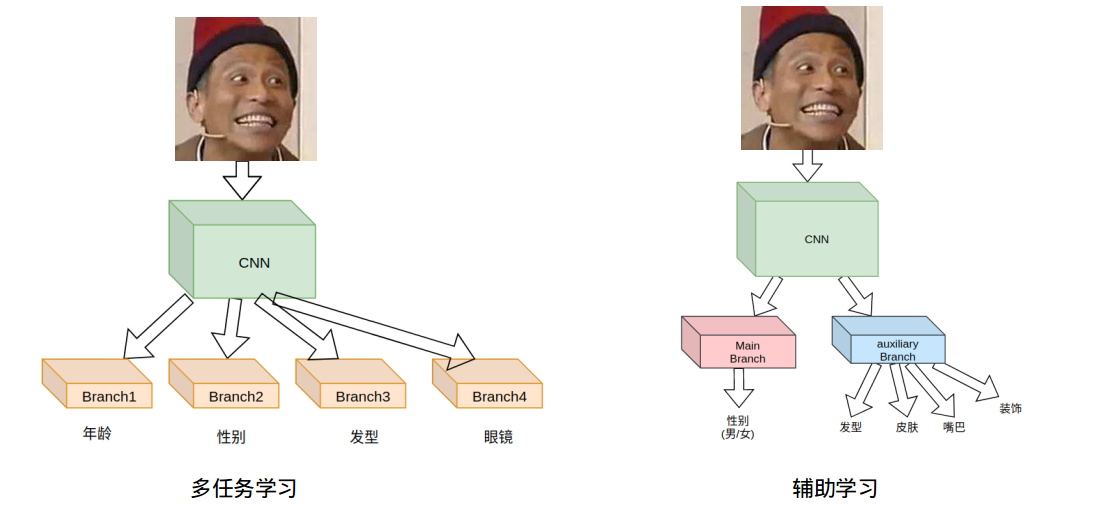 CNN
Branch1
Branch2
Branch3
Branch4
年龄
性别
发型
眼镜
多任务学习
CNN
Main
Branch
auxiliary
Branch
性别
(男/女)
发型
皮肤
嘴巴
装饰
辅助学习